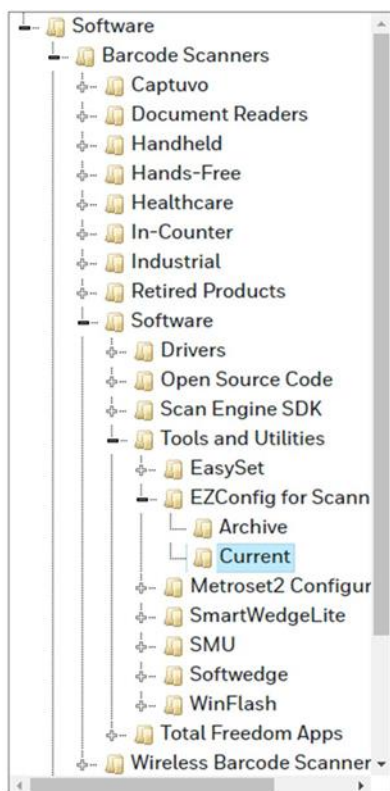 Software
Barcode Scanners
Captuvo
Document Readers
Handheld
Hands-Free
Healthcare
In-Counter
Industrial
Retired Products
Software
Drivers
Open Source Code
Scan Engine SDK
Tools and Utilities
EasySet
EZConfig for Scann
Archive
Current
Metroset2 Configur
SmartWedgeLite
SMU
Softwedge
WinFlash
Total Freedom Apps
Wireless Barcode Scanner